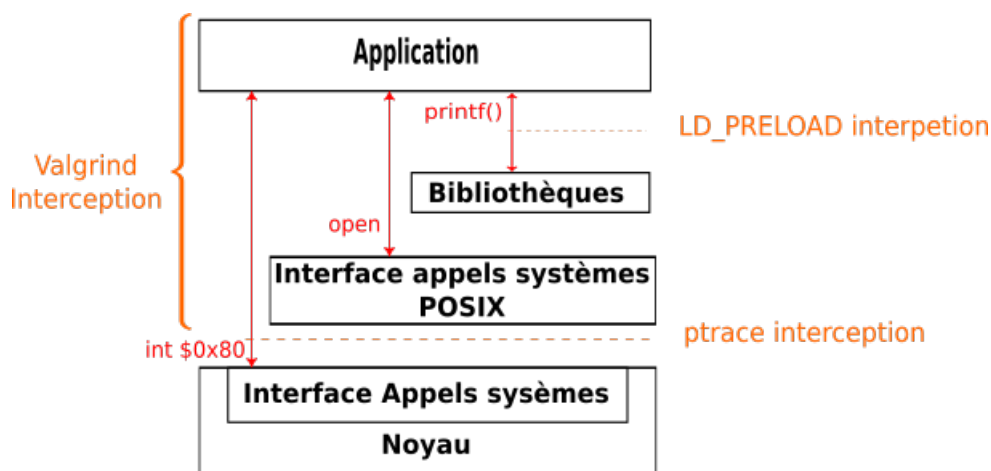 Application
printf()
LD_PRELOAD interpetion
Valgrind
Interception
Bibliothèques
open
Interface appels systèmes
POSIX
ptrace interception
int $0x80
Interface Appels sysèmes
Noyau